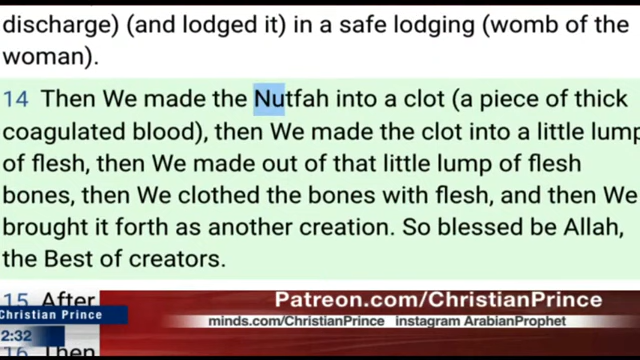 discharge) (and lodged it) in a safe lodging (womb of the
woman).
14 Then We made the Nutfah into a clot (a piece of thick
coagulated blood), then We made the clot into a little lump
of flesh, then We made out of that little lump of flesh
bones, then We clothed the bones with flesh, and then We
brought it forth as another creation. So blessed be Allah,
the Best of creators.
15 After
Patreon.com/ChristianPrince
Christian Prince
minds.com/ChristianPrince instagram ArabianProphet
2:32
16 Then